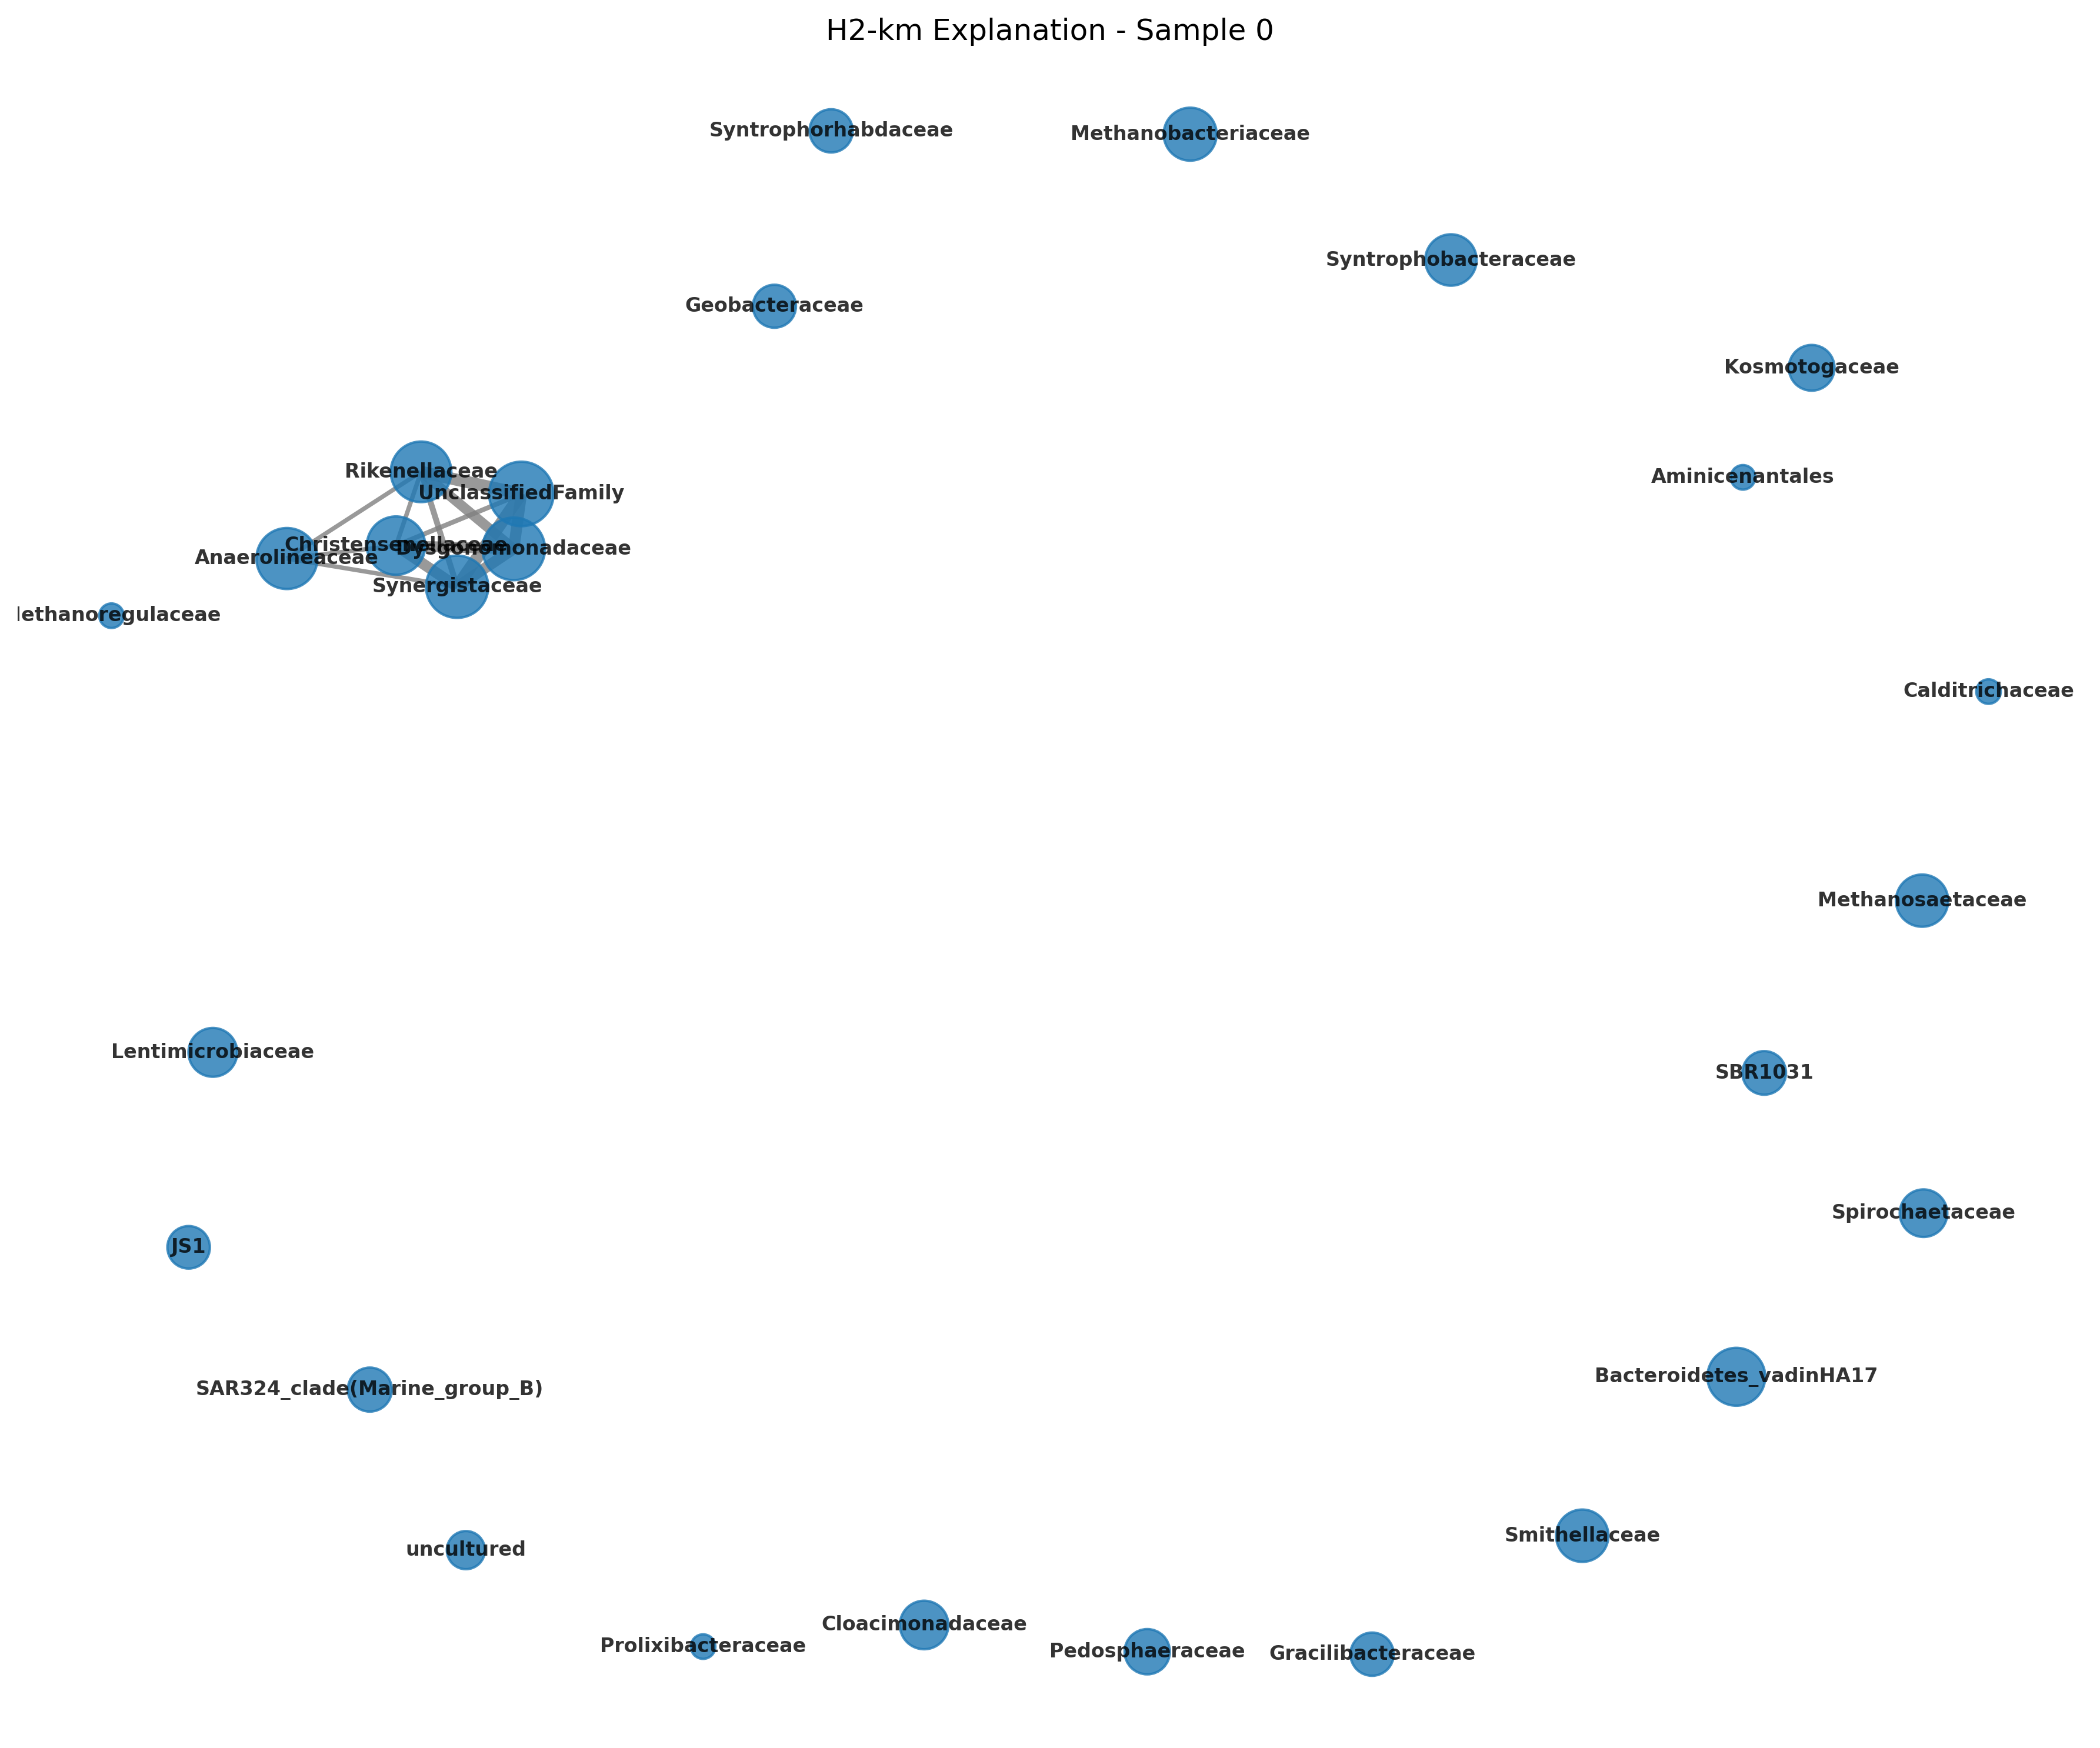 H2-km Explanation - Sample 0
Syntrophorhabdaceae
Methanobacteriaceae
Syntrophobacteraceae
Geobacteraceae
Kosmotogaceae
Rikenellaceae
Aminicenantales
UnclassifiedFamily
Christensenellaceae
Dysgonomonadaceae
Anaerolineaceae
Synergistaceae
lethanoregulaceae
Calditrichaceae
Methanosaetaceae
Lentimicrobiaceae
SBR1031
Spirochaetaceae
JS1
Bacteroidetes_vadinHA17
SAR324_clade(Marine_group_B)
Smithellaceae
uncultured
Cloacimonadaceae
Prolixibacteraceae
Pedosphaeraceae
Gracilibacteraceae